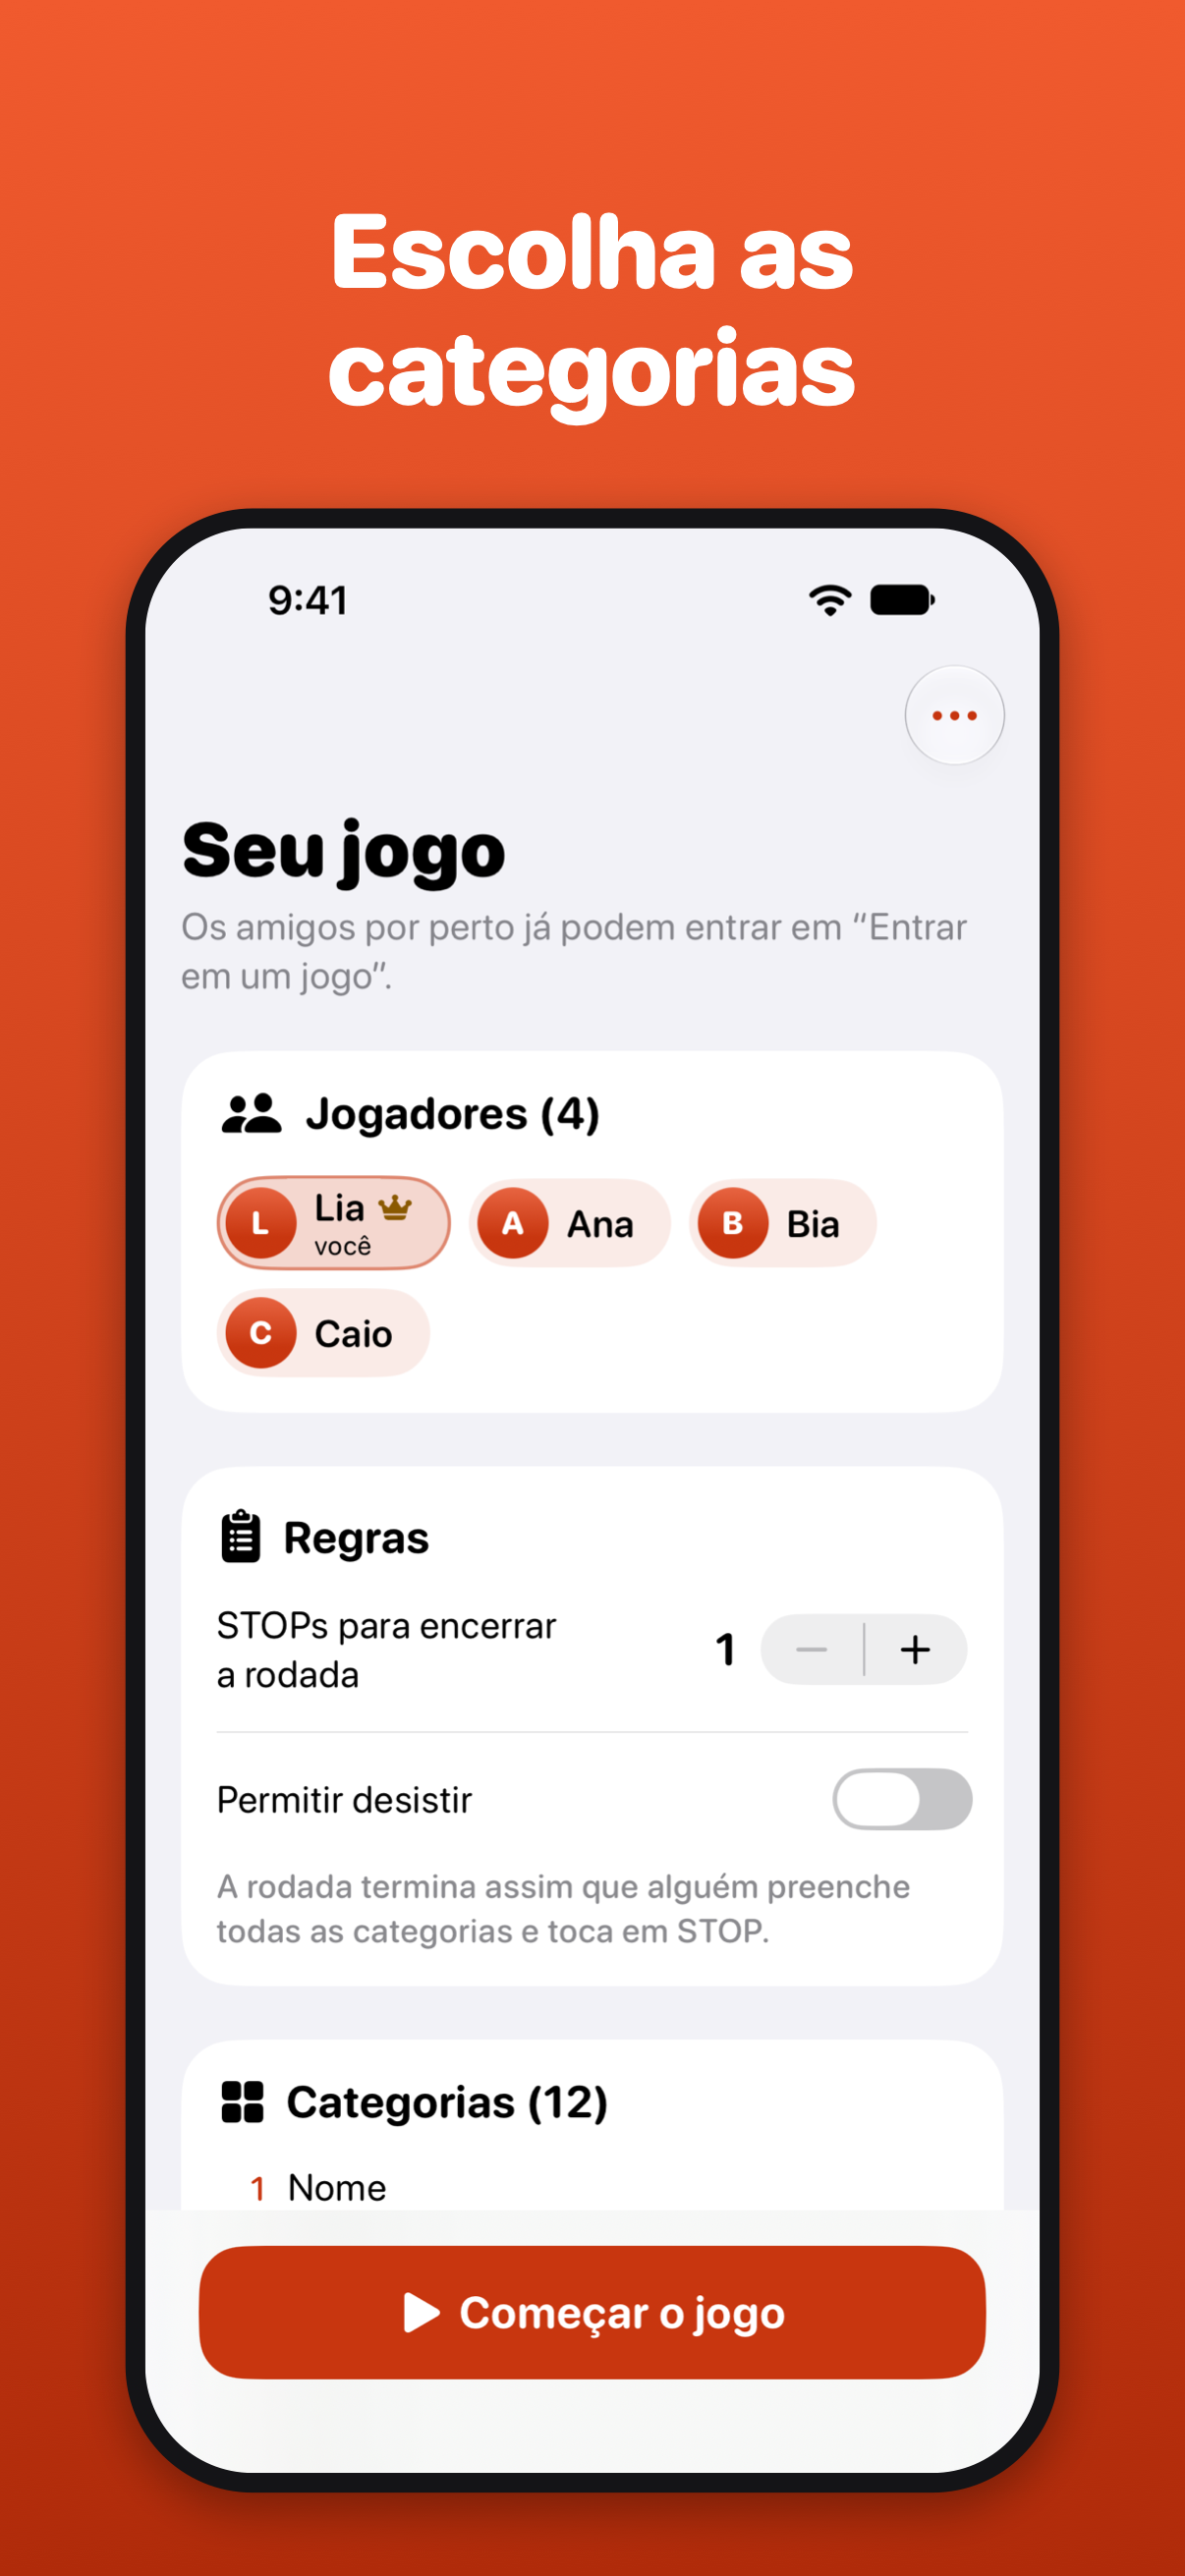 Escolha as
categorias
9:41
Seu jogo
Os amigos por perto já podem entrar em “Entrar
em um jogo”.
Jogadores (4)
L Lia
você
A Ana
B Bia
C Caio
Regras
STOPs para encerrar
a rodada
1
Permitir desistir
A rodada termina assim que alguém preenche
todas as categorias e toca em STOP.
Categorias (12)
1 Nome
Começar o jogo